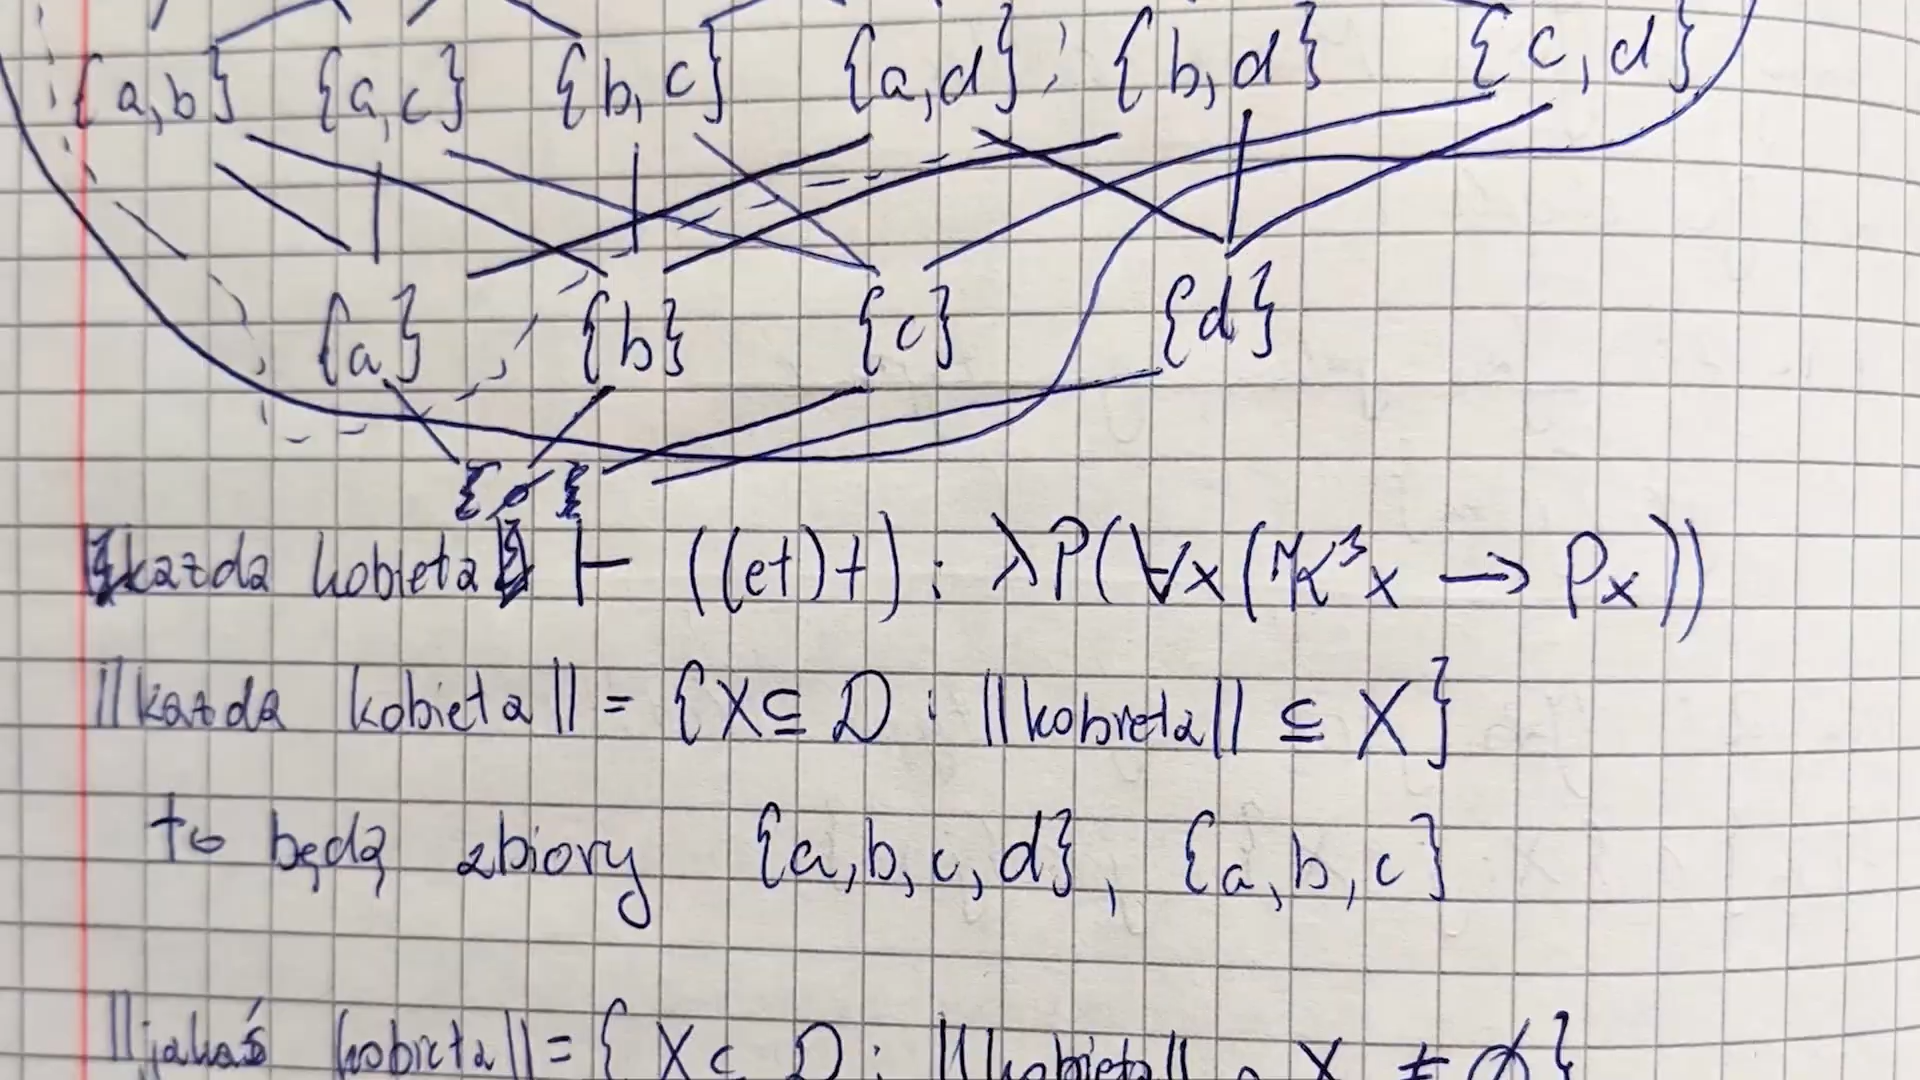 {a,b} {a,c} {b,c} {a,d} {b,d} {c,d}
{a} {b} {c} {d}
{ø}
każda kobieta ⊢ ((et)t) : λP(∀x(K³x → Px))
||każda kobieta|| = {X⊆D : ||kobieta|| ⊆ X}
to będą zbiory {a,b,c,d}, {a,b,c}
||jakaś kobieta|| = {X⊆D : ||kobieta|| ∩ X ≠ ∅}